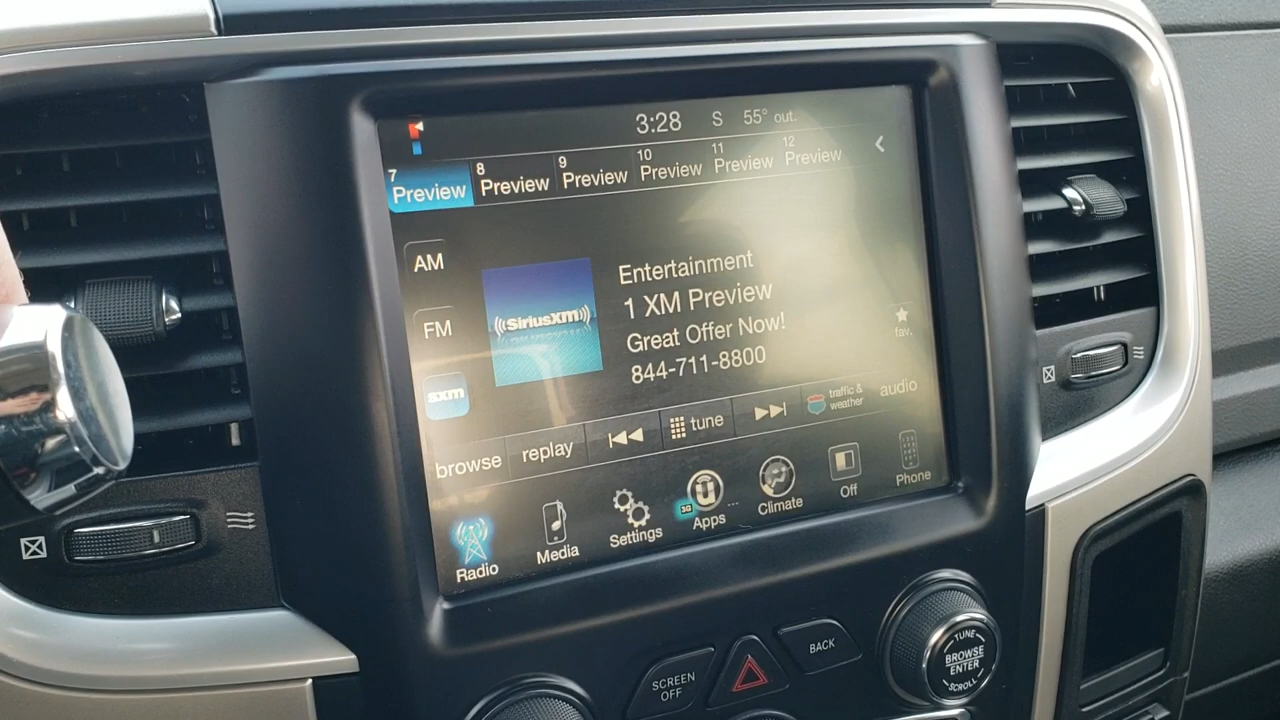 3:28 S 55° out.
7 Preview
8 Preview
9 Preview
10 Preview
11 Preview
12 Preview
AM
FM
sxm
((SiriusXM))
Entertainment
1 XM Preview
Great Offer Now!
844-711-8800
fav.
browse
replay
tune
traffic &
weather
audio
Radio
Media
Settings
3G
Apps
Climate
Off
Phone
SCREEN
OFF
BACK
TUNE
BROWSE
ENTER
SCROLL